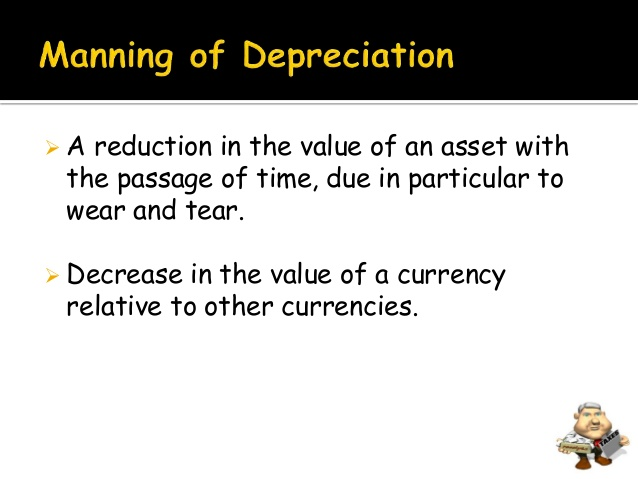 Manning of Depreciation
A reduction in the value of an asset with
the passage of time, due in particular to
wear and tear.
Decrease in the value of a currency
relative to other currencies.
TAXES